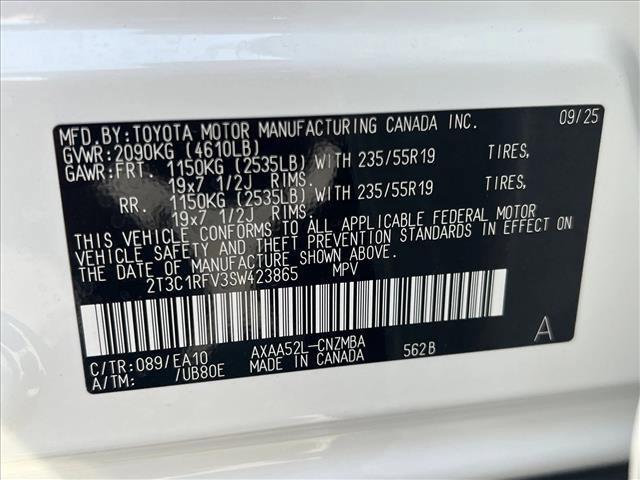 MFD.BY:TOYOTA MOTOR MANUFACTURING CANADA INC. 09/25
GVWR:2090KG (4610LB)
GAWR:FRT. 1150KG (2535LB) WITH 235/55R19 TIRES,
19x7 1/2J RIMS.
RR. 1150KG (2535LB) WITH 235/55R19 TIRES,
19x7 1/2J RIMS.
THIS VEHICLE CONFORMS TO ALL APPLICABLE FEDERAL MOTOR
VEHICLE SAFETY AND THEFT PREVENTION STANDARDS IN EFFECT ON
THE DATE OF MANUFACTURE SHOWN ABOVE.
2T3C1RFV3SW423865 MPV
C/TR:089/EA10 AXAA52L-CNZMBA 562B A
A/TM: /UB80E MADE IN CANADA